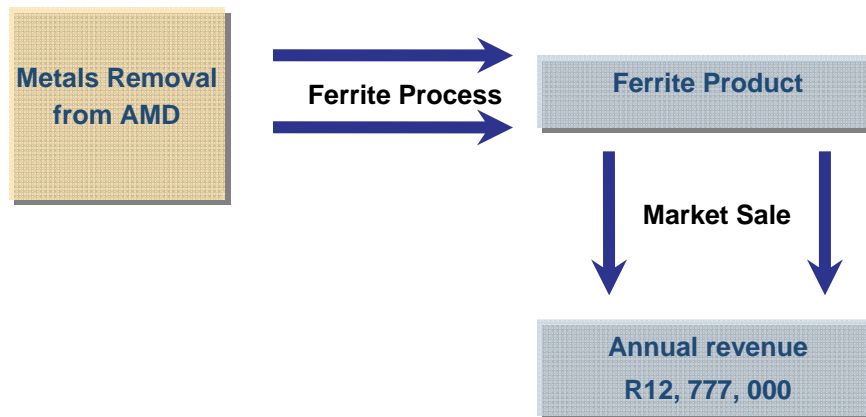 Metals Removal
from AMD
Ferrite Process
Ferrite Product
Market Sale
Annual revenue
R12, 777, 000